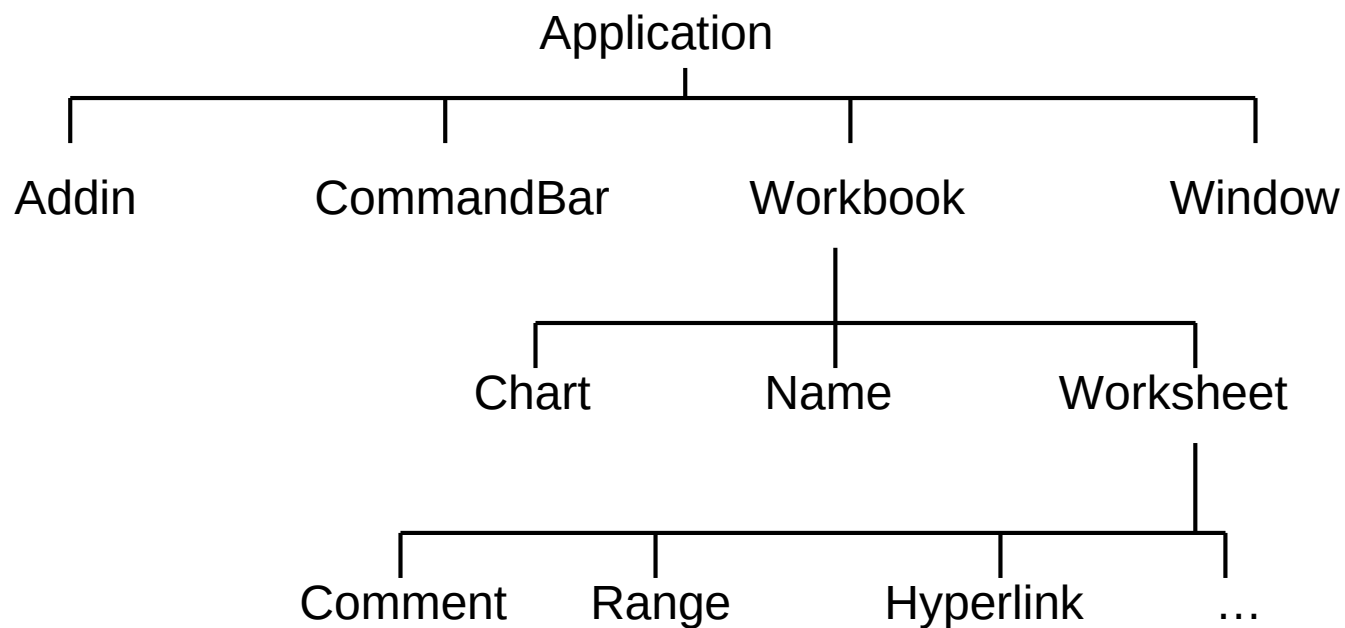 Application
Addin CommandBar Workbook Window
Chart Name Worksheet
Comment Range Hyperlink …